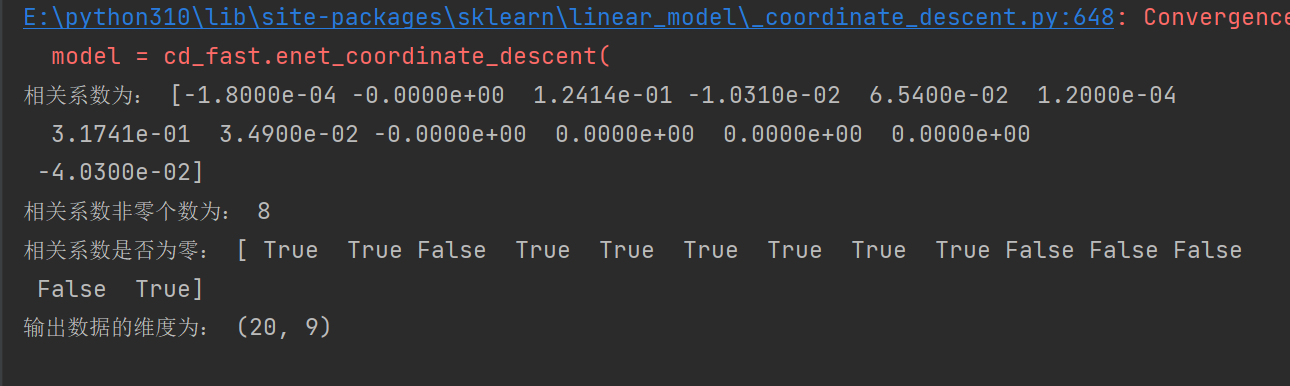 E:\python310\lib\site-packages\sklearn\linear_model\_coordinate_descent.py:648: Convergence
model = cd_fast.enet_coordinate_descent(
相关系数为： [-1.8000e-04 -0.0000e+00  1.2414e-01 -1.0310e-02  6.5400e-02  1.2000e-04
3.1741e-01  3.4900e-02 -0.0000e+00  0.0000e+00  0.0000e+00  0.0000e+00
-4.0300e-02]
相关系数非零个数为： 8
相关系数是否为零： [ True  True False  True  True  True  True  True  True False False False
False  True]
输出数据的维度为： (20, 9)